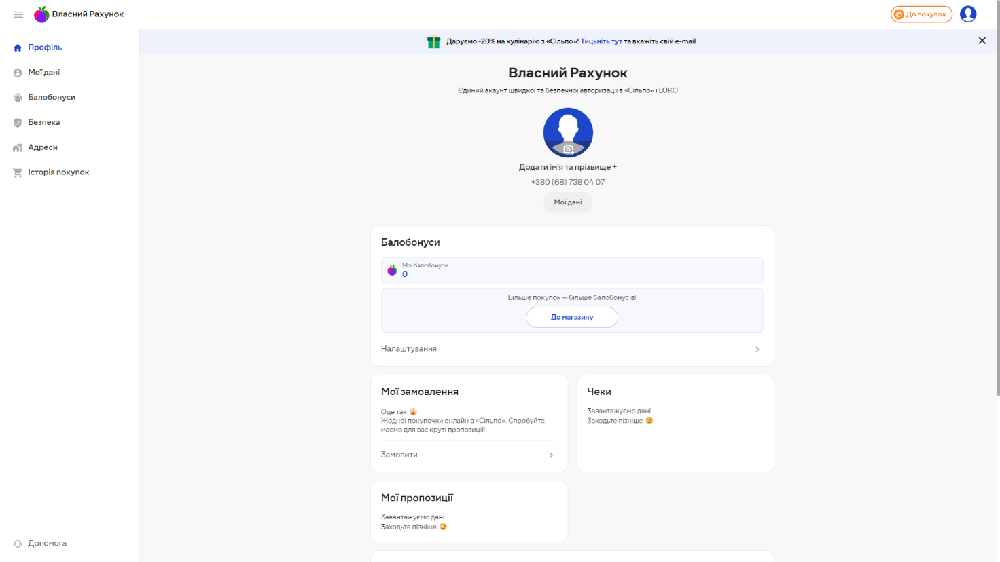 Власний Рахунок
До покупок
Профіль
Мої дані
Балобонуси
Безпека
Адреси
Історія покупок
Допомога
Даруємо -20% на кулінарію з «Сільпо»! Тицьніть тут та вкажіть свій e-mail
Власний Рахунок
Єдиний акаунт швидкої та безпечної авторизації в «Сільпо» і LOKO
Додати ім'я та прізвище +
+380 (68) 738 04 07
Мої дані
Балобонуси
Мої балобонуси
0
Більше покупок — більше балобонусів!
До магазину
Налаштування
Мої замовлення
Оце так 😱
Жодної покупочки онлайн в «Сільпо». Спробуйте,
маємо для вас круті пропозиції!
Замовити
Чеки
Завантажуємо дані...
Заходьте пізніше 😉
Мої пропозиції
Завантажуємо дані...
Заходьте пізніше 😉